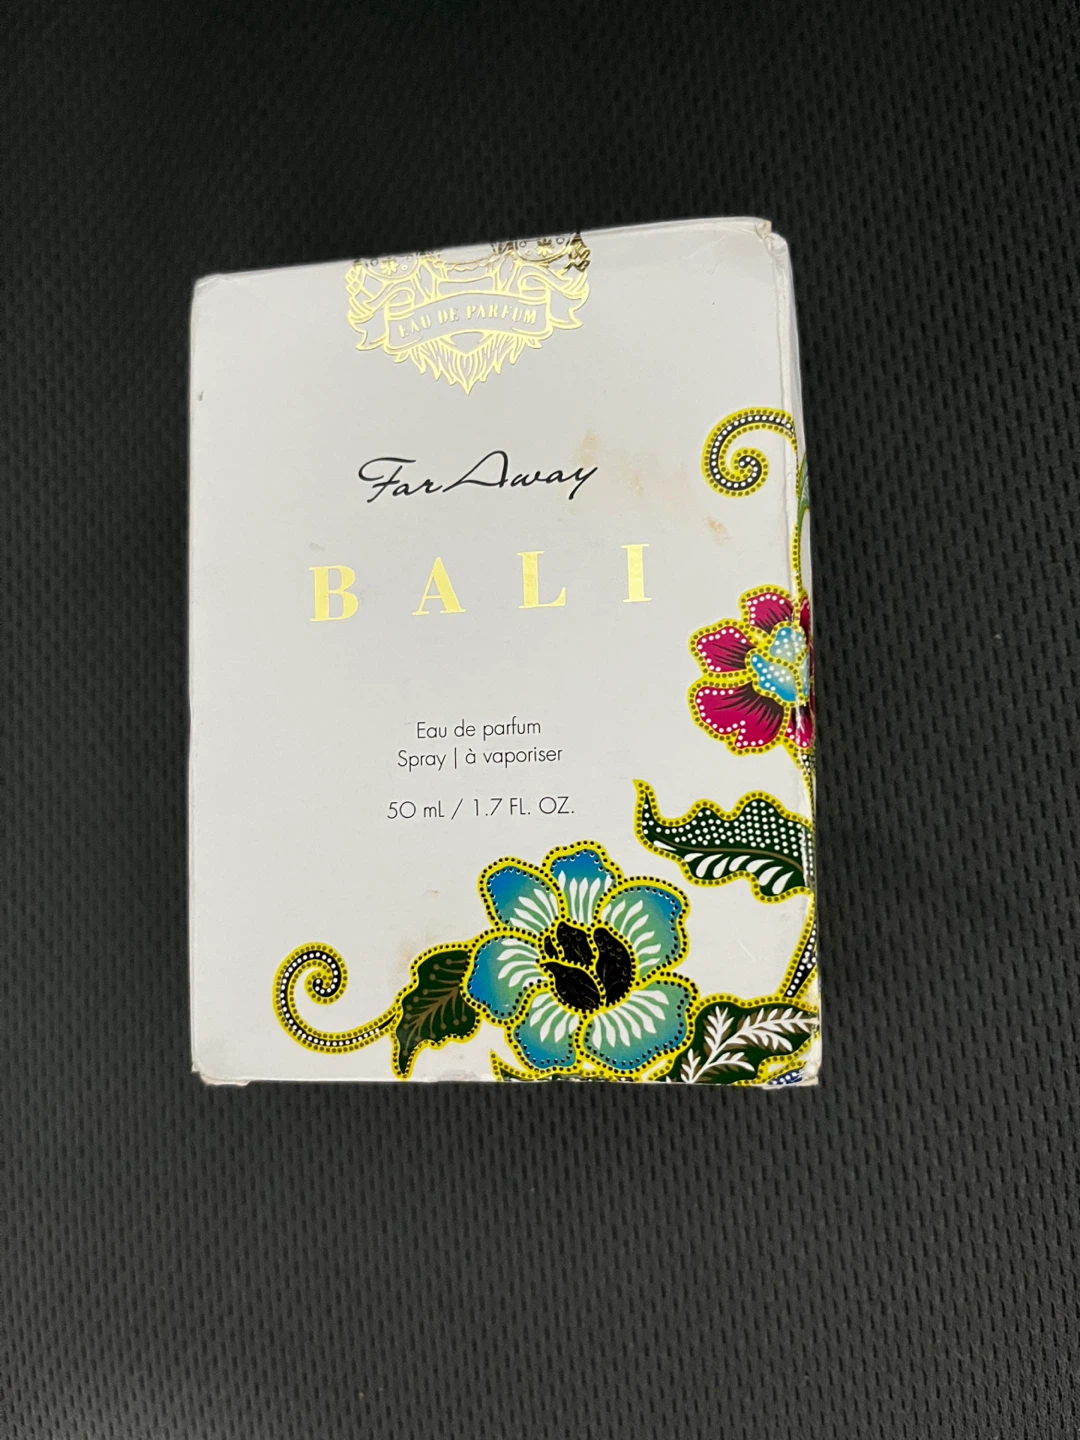 EAU DE PARFUM
Far Away
BALI
Eau de parfum
Spray | à vaporiser
50 mL / 1.7 FL. OZ.